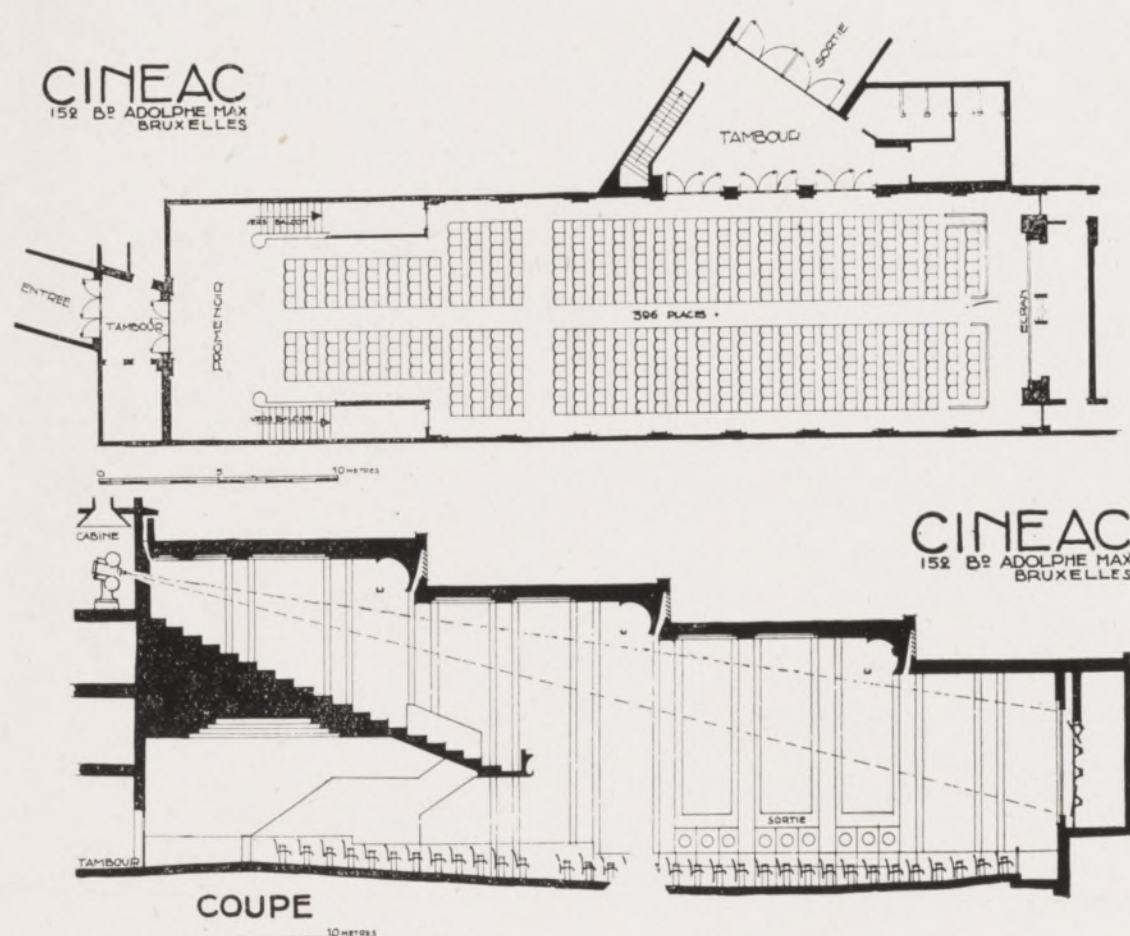 CINEAC
152 Bᴰ ADOLPHE MAX
BRUXELLES
SORTIE
TAMBOUR
VERS BALCON
ENTREE
TAMBOUR
PROMENOIR
396 PLACES
ECRAN
VERS BALCON
0 5 10 METRES
CABINE
CINEAC
152 Bᴰ ADOLPHE MAX
BRUXELLES
SORTIE
TAMBOUR
COUPE
10 METRES